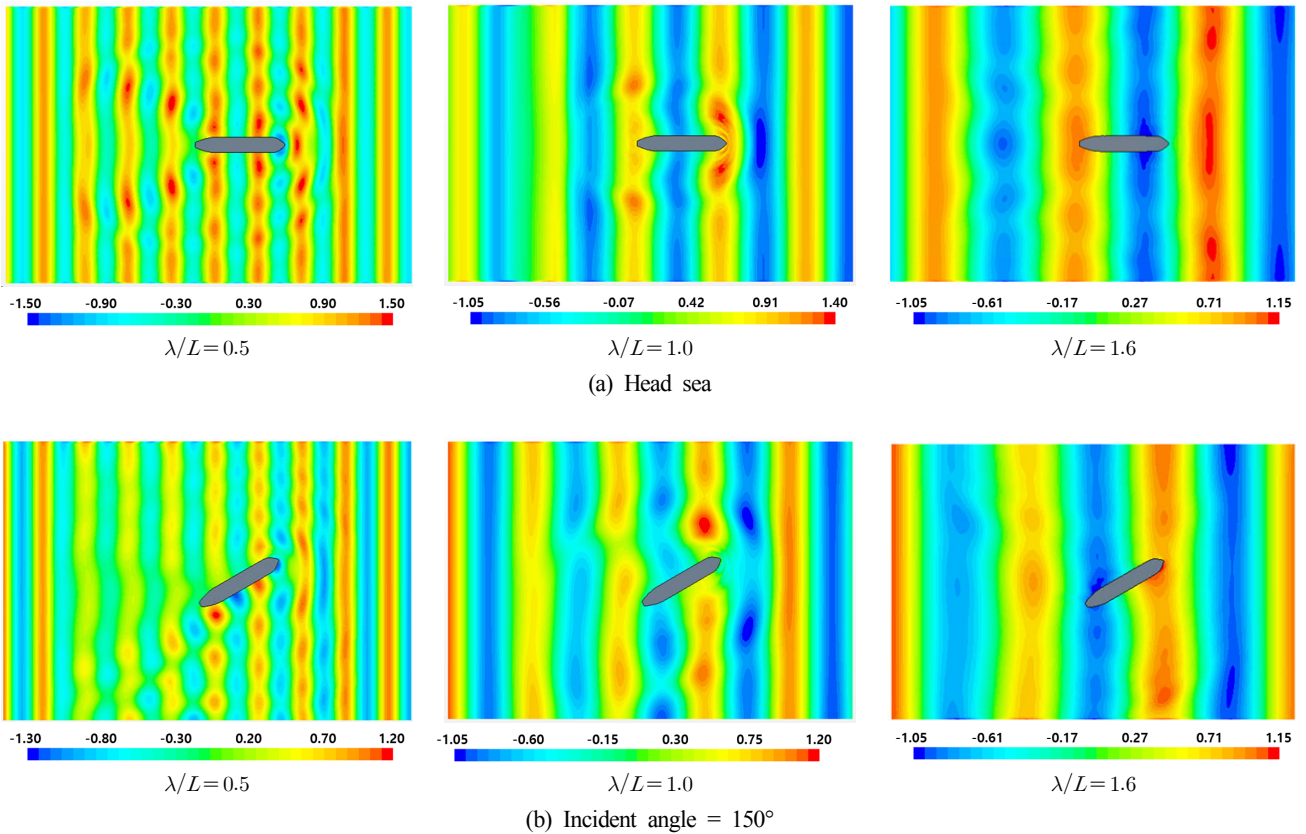 -1.50 -0.90 -0.30 0.30 0.90 1.50
-1.05 -0.56 -0.07 0.42 0.91 1.40
-1.05 -0.61 -0.17 0.27 0.71 1.15
λ/L=0.5
λ/L=1.0
λ/L=1.6
(a) Head sea
-1.30 -0.80 -0.30 0.20 0.70 1.20
-1.05 -0.60 -0.15 0.30 0.75 1.20
-1.05 -0.61 -0.17 0.27 0.71 1.15
λ/L=0.5
λ/L=1.0
λ/L=1.6
(b) Incident angle = 150°